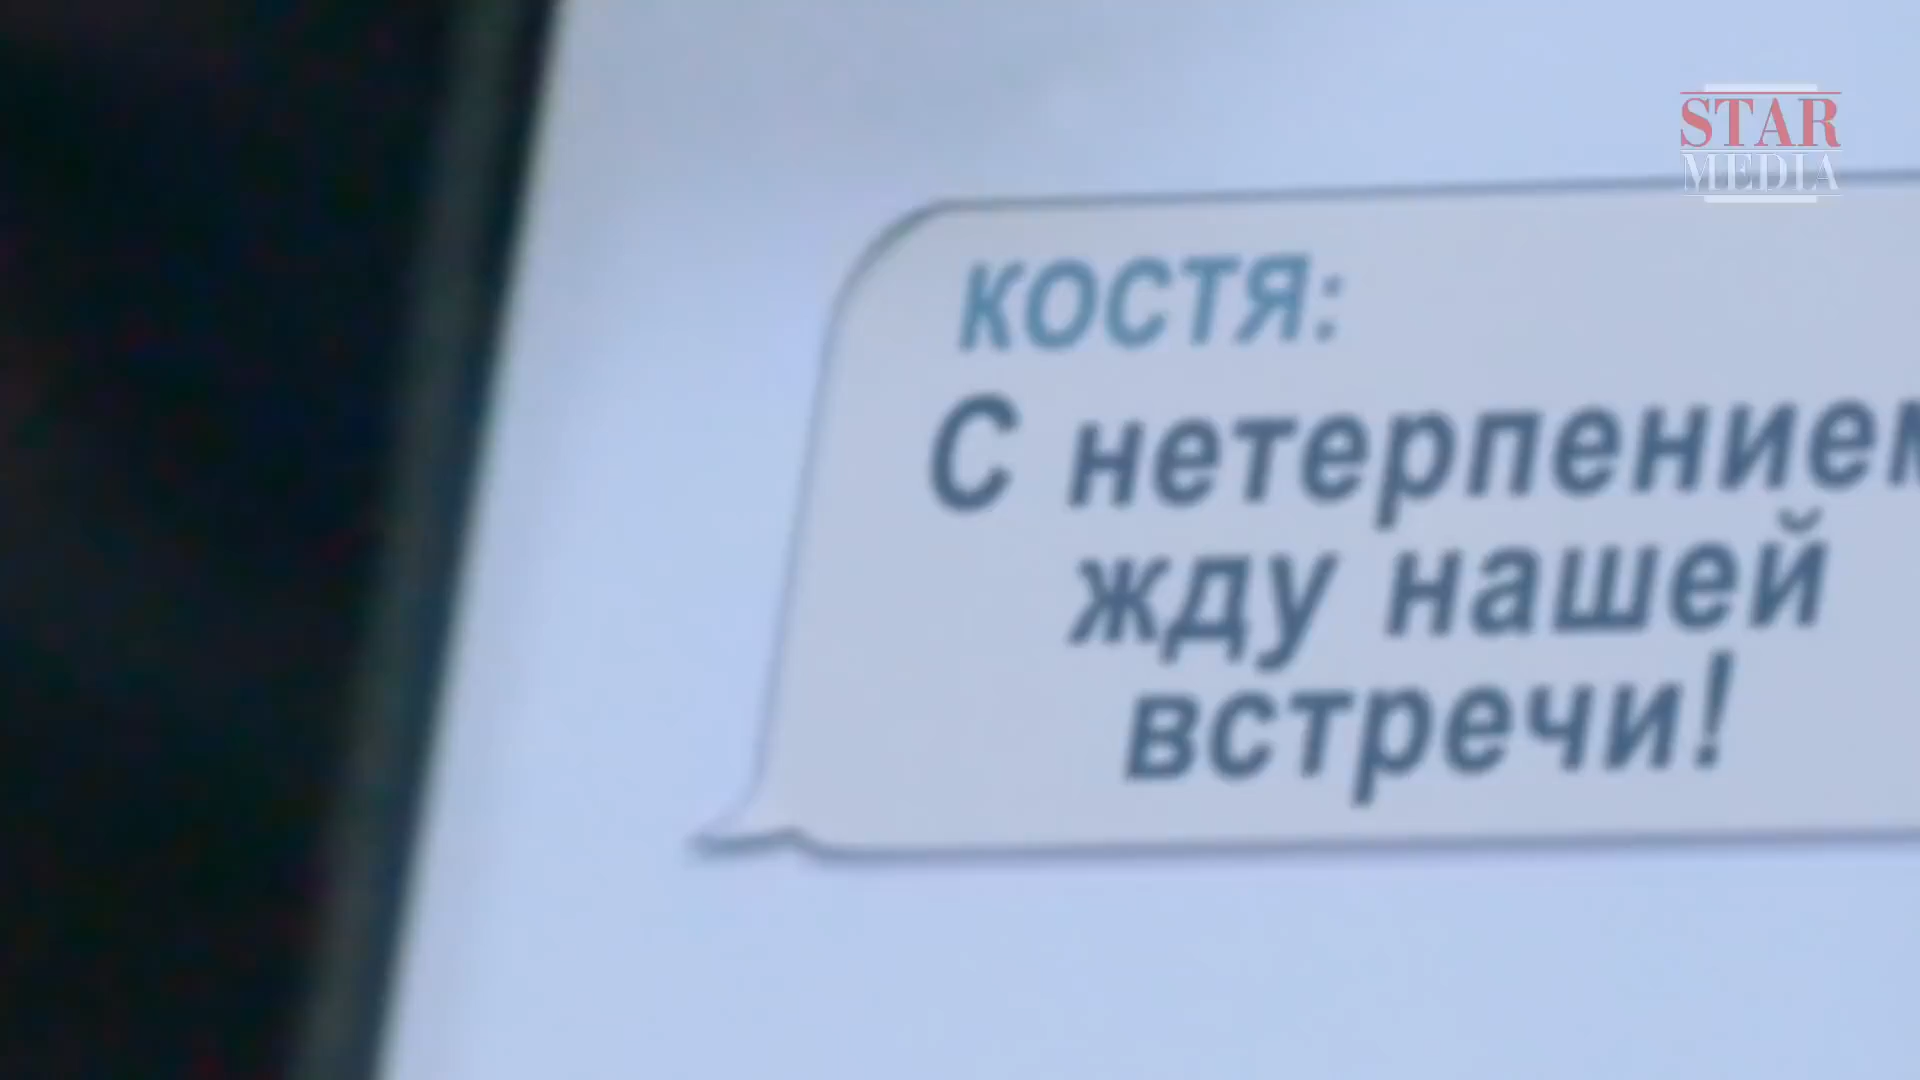 STAR
MEDIA
КОСТЯ:
С нетерпением
жду нашей
встречи!